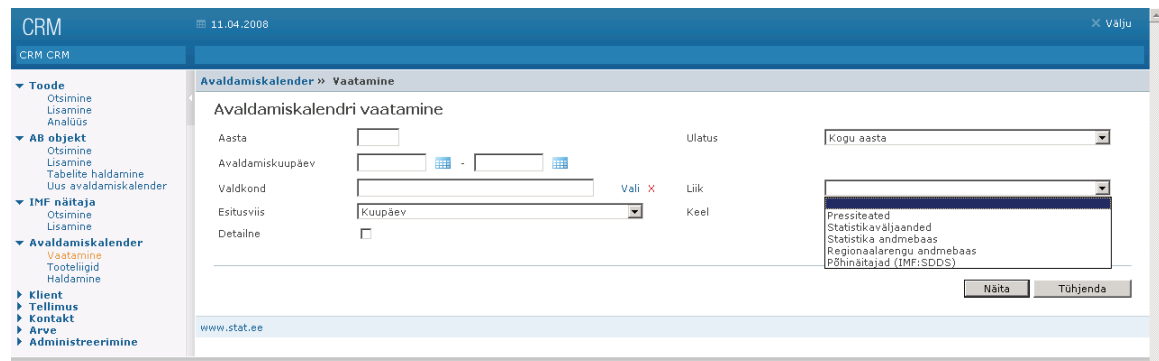 CRM
11.04.2008
Välju
CRM CRM
Toode
Otsimine
Lisamine
Analüüs
AB objekt
Otsimine
Lisamine
Tabelite haldamine
Uus avaldamiskalender
IMF näitaja
Otsimine
Lisamine
Avaldamiskalender
Vaatamine
Tooteliigid
Haldamine
Klient
Tellimus
Kontakt
Arve
Administreerimine
Avaldamiskalender » Vaatamine
Avaldamiskalendri vaatamine
Aasta
Ulatus Kogu aasta
Avaldamiskuupäev -
Valdkond Vali X
Liik
Esitusviis Kuupäev
Keel
Pressiteated
Statistikaväljaanded
Statistika andmebaas
Regionaalarengu andmebaas
Põhinäitajad (IMF:SDDS)
Detailne
Näita Tühjenda
www.stat.ee